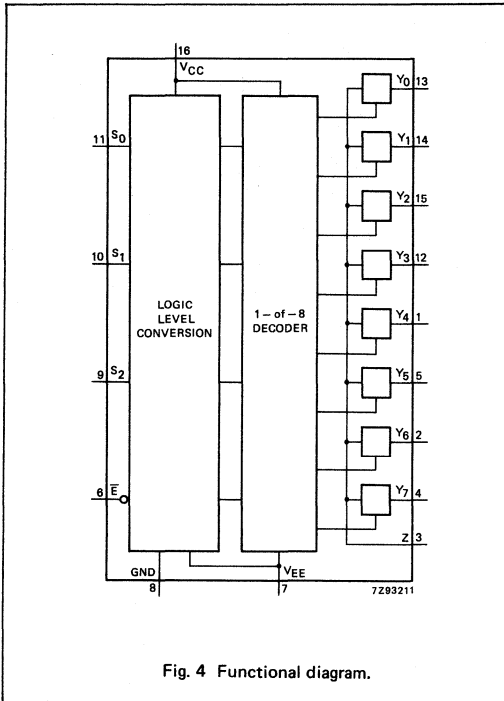 16
VCC
Y0 13
11 S0
Y1 14
Y2 15
10 S1
Y3 12
LOGIC
LEVEL
CONVERSION
1–of–8
DECODER
Y4 1
9 S2
Y5 5
Y6 2
6 E̅
Y7 4
Z 3
GND
8
VEE
7
7Z93211
Fig. 4 Functional diagram.